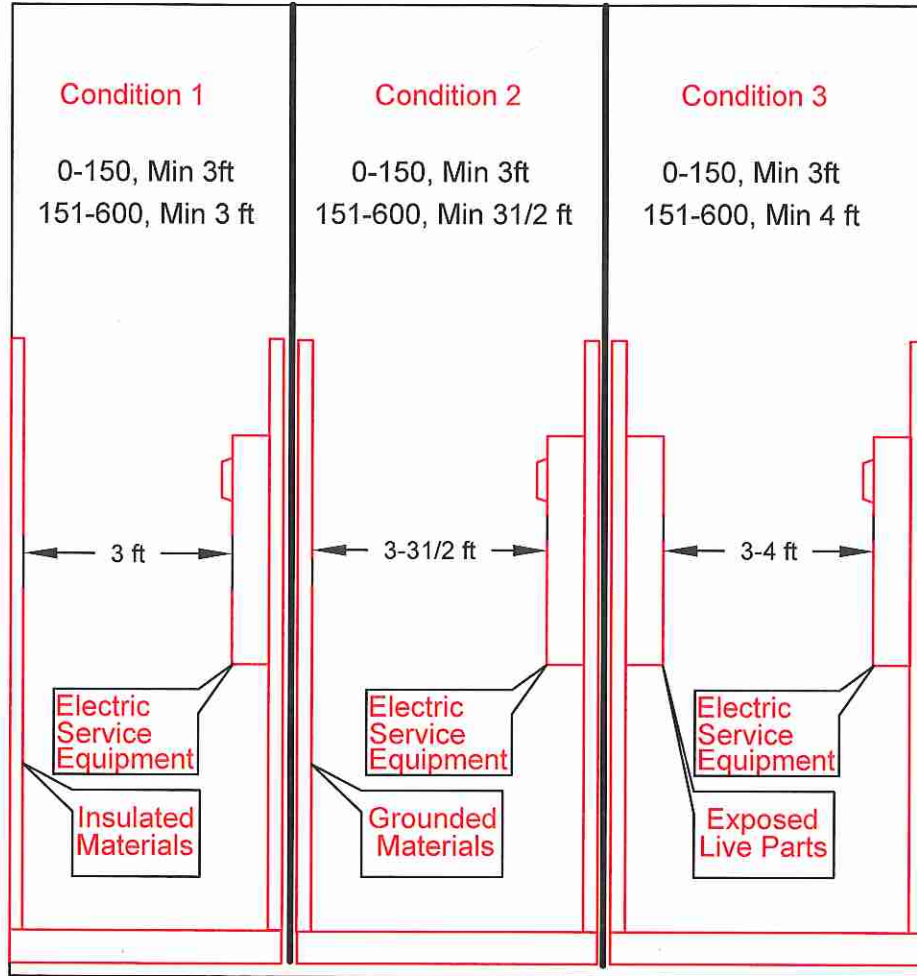 Condition 1
0-150, Min 3ft
151-600, Min 3 ft
3 ft
Electric
Service
Equipment
Insulated
Materials
Condition 2
0-150, Min 3ft
151-600, Min 31/2 ft
3-31/2 ft
Electric
Service
Equipment
Grounded
Materials
Condition 3
0-150, Min 3ft
151-600, Min 4 ft
3-4 ft
Electric
Service
Equipment
Exposed
Live Parts